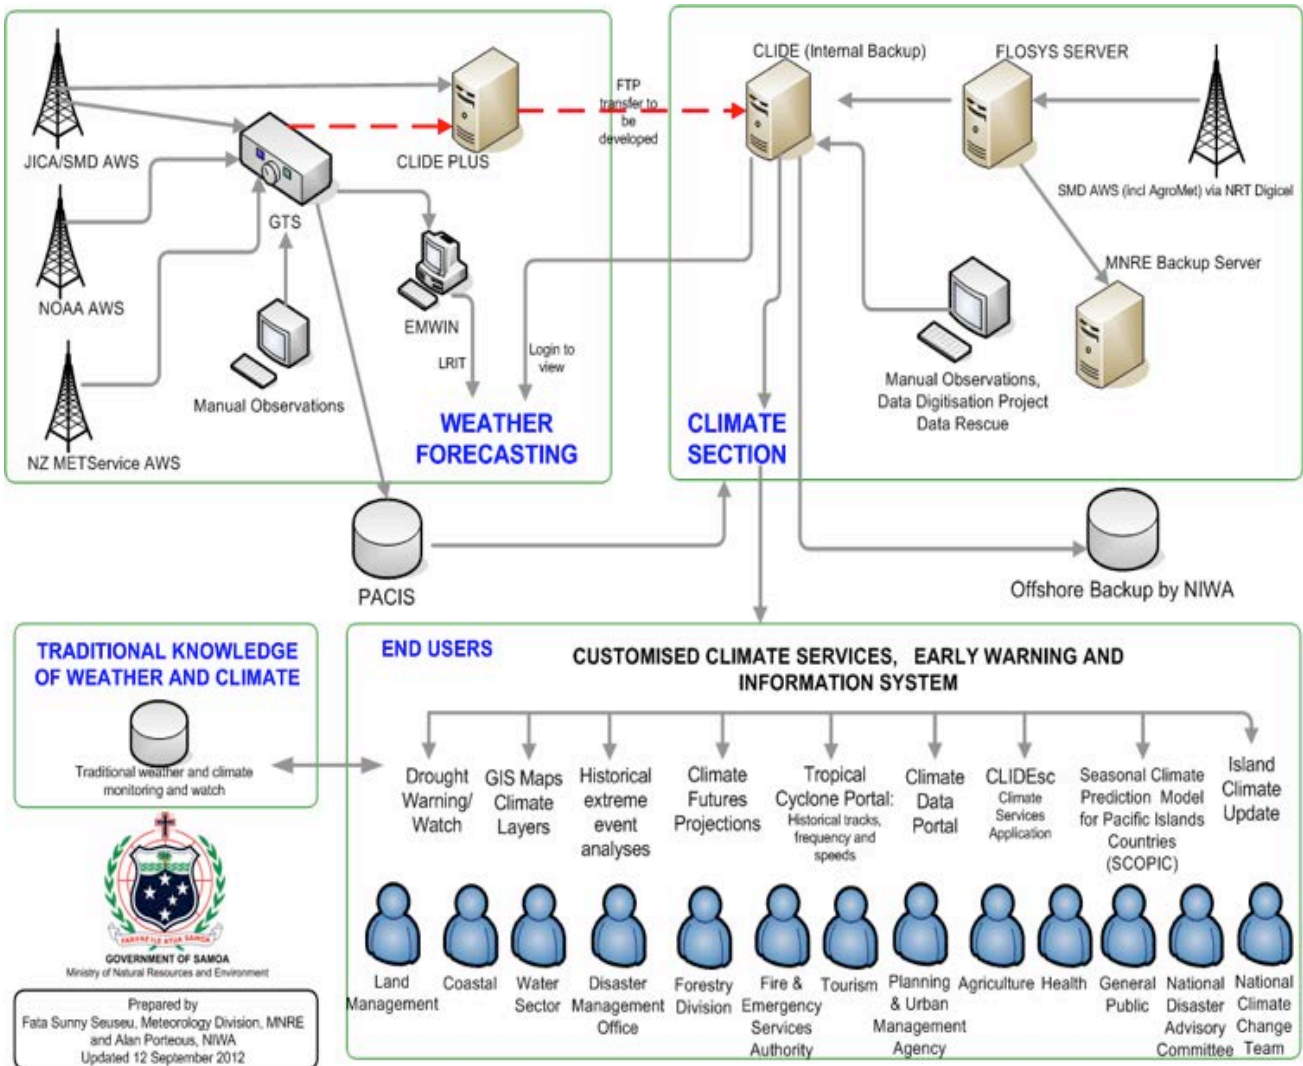 JICA/SMD AWS
NOAA AWS
NZ METService AWS
GTS
Manual Observations
CLIDE PLUS
EMWIN
LRIT
Login to
view
WEATHER
FORECASTING
FTP
transfer to
be
developed
CLIDE (Internal Backup)
FLOSYS SERVER
SMD AWS (incl AgroMet) via NRT Digicel
MNRE Backup Server
Manual Observations,
Data Digitisation Project
Data Rescue
CLIMATE
SECTION
PACIS
Offshore Backup by NIWA
TRADITIONAL KNOWLEDGE
OF WEATHER AND CLIMATE
Traditional weather and climate
monitoring and watch
FAAVAE ILE ATUA SAMOA
GOVERNMENT OF SAMOA
Ministry of Natural Resources and Environment
Prepared by
Fata Sunny Seuseu, Meteorology Division, MNRE
and Alan Porteous, NIWA
Updated 12 September 2012
END USERS
CUSTOMISED CLIMATE SERVICES, EARLY WARNING AND
INFORMATION SYSTEM
Drought
Warning/
Watch
GIS Maps
Climate
Layers
Historical
extreme
event
analyses
Climate
Futures
Projections
Tropical
Cyclone Portal:
Historical tracks,
frequency and
speeds
Climate
Data
Portal
CLIDEsc
Climate
Services
Application
Seasonal Climate
Prediction Model
for Pacific Islands
Countries
(SCOPIC)
Island
Climate
Update
Land
Management
Coastal
Water
Sector
Disaster
Management
Office
Forestry
Division
Fire &
Emergency
Services
Authority
Tourism
Planning
& Urban
Management
Agency
Agriculture
Health
General
Public
National
Disaster
Advisory
Committee
National
Climate
Change
Team